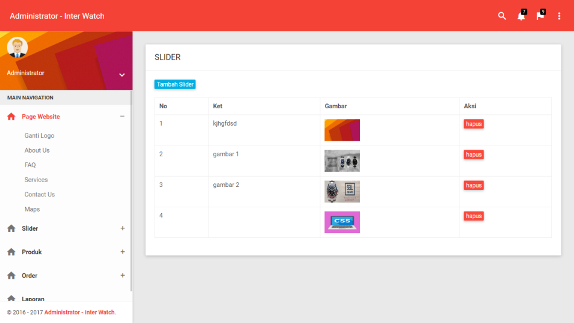 Administrator - Inter Watch
Administrator
MAIN NAVIGATION
Page Website
Ganti Logo
About Us
FAQ
Services
Contact Us
Maps
Slider
Produk
Order
Laporan
© 2016 - 2017 Administrator - Inter Watch
SLIDER
Tambah Slider
No Ket Gambar Aksi
1 kjhgfdsd hapus
2 gambar 1 hapus
3 gambar 2 hapus
4 CSS hapus